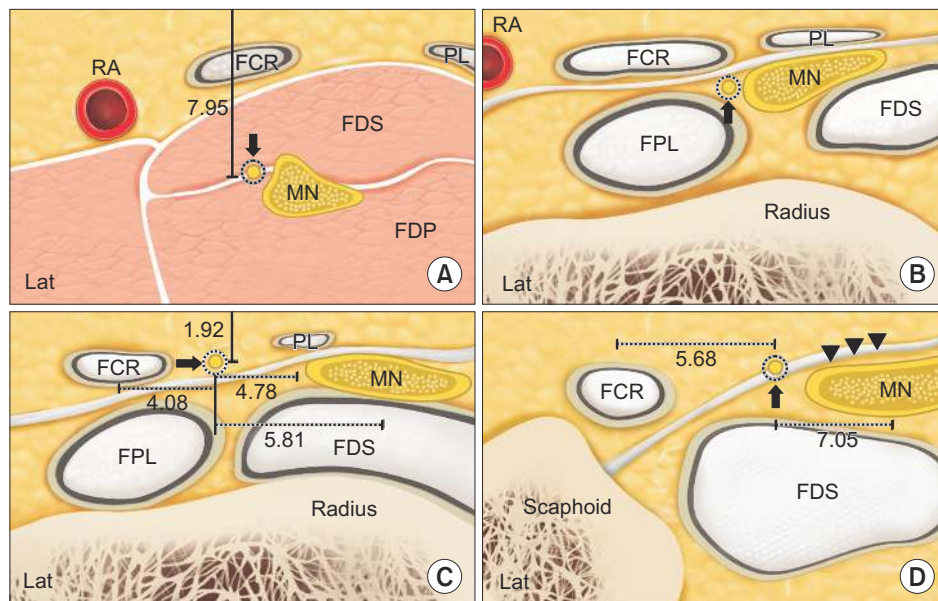 RA
FCR
PL
7.95
FDS
MN
FDP
Lat
A
RA
FCR
PL
MN
FDS
FPL
Radius
Lat
B
1.92
PL
FCR
MN
4.08
4.78
5.81
FPL
FDS
Radius
Lat
C
5.68
FCR
MN
7.05
FDS
Scaphoid
Lat
D